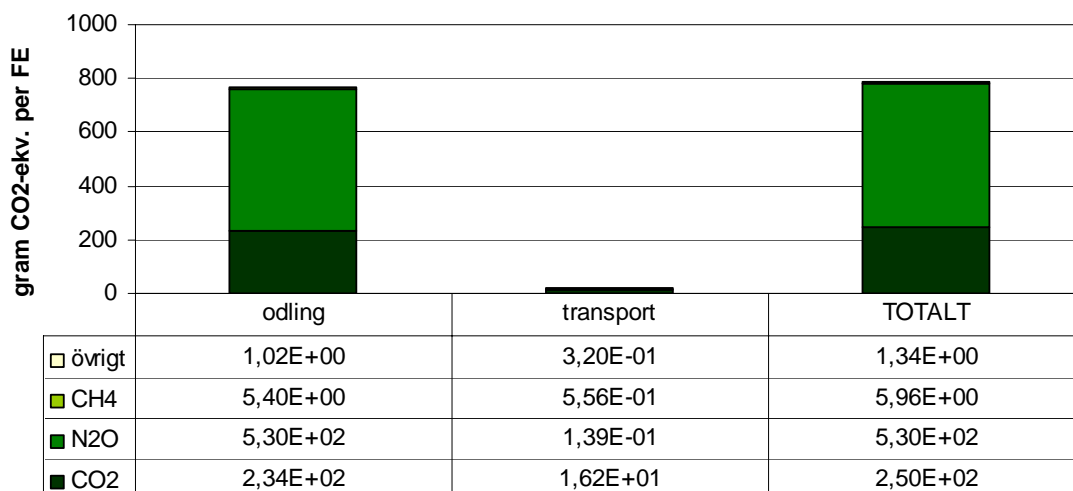 gram CO2-ekv. per FE
1000
800
600
400
200
0
odling transport TOTALT
övrigt 1,02E+00 3,20E-01 1,34E+00
CH4 5,40E+00 5,56E-01 5,96E+00
N2O 5,30E+02 1,39E-01 5,30E+02
CO2 2,34E+02 1,62E+01 2,50E+02